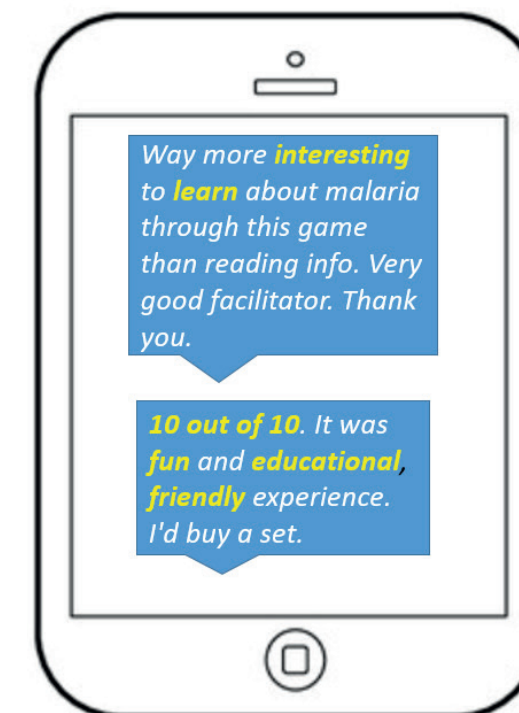 Way more interesting
to learn about malaria
through this game
than reading info. Very
good facilitator. Thank
you.
10 out of 10. It was
fun and educational,
friendly experience.
I'd buy a set.